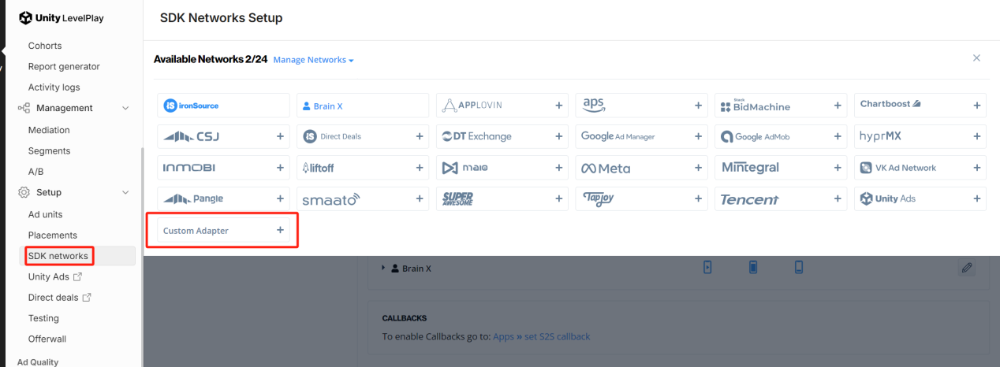 Unity LevelPlay
Cohorts
Report generator
Activity logs
Management
Mediation
Segments
A/B
Setup
Ad units
Placements
SDK networks
Unity Ads
Direct deals
Testing
Offerwall
Ad Quality
SDK Networks Setup
Available Networks 2/24 Manage Networks
ironSource
Brain X
APPLOVIN +
aps +
Stack
BidMachine +
Chartboost +
CSJ +
Direct Deals +
DT Exchange +
Google Ad Manager +
Google AdMob +
hyprMX +
INMOBI +
liftoff +
maio +
Meta +
Mintegral +
VK Ad Network +
Pangle +
smaato +
SUPER
AWESOME +
Tapjoy +
Tencent +
Unity Ads +
Custom Adapter +
Brain X
CALLBACKS
To enable Callbacks go to: Apps » set S2S callback